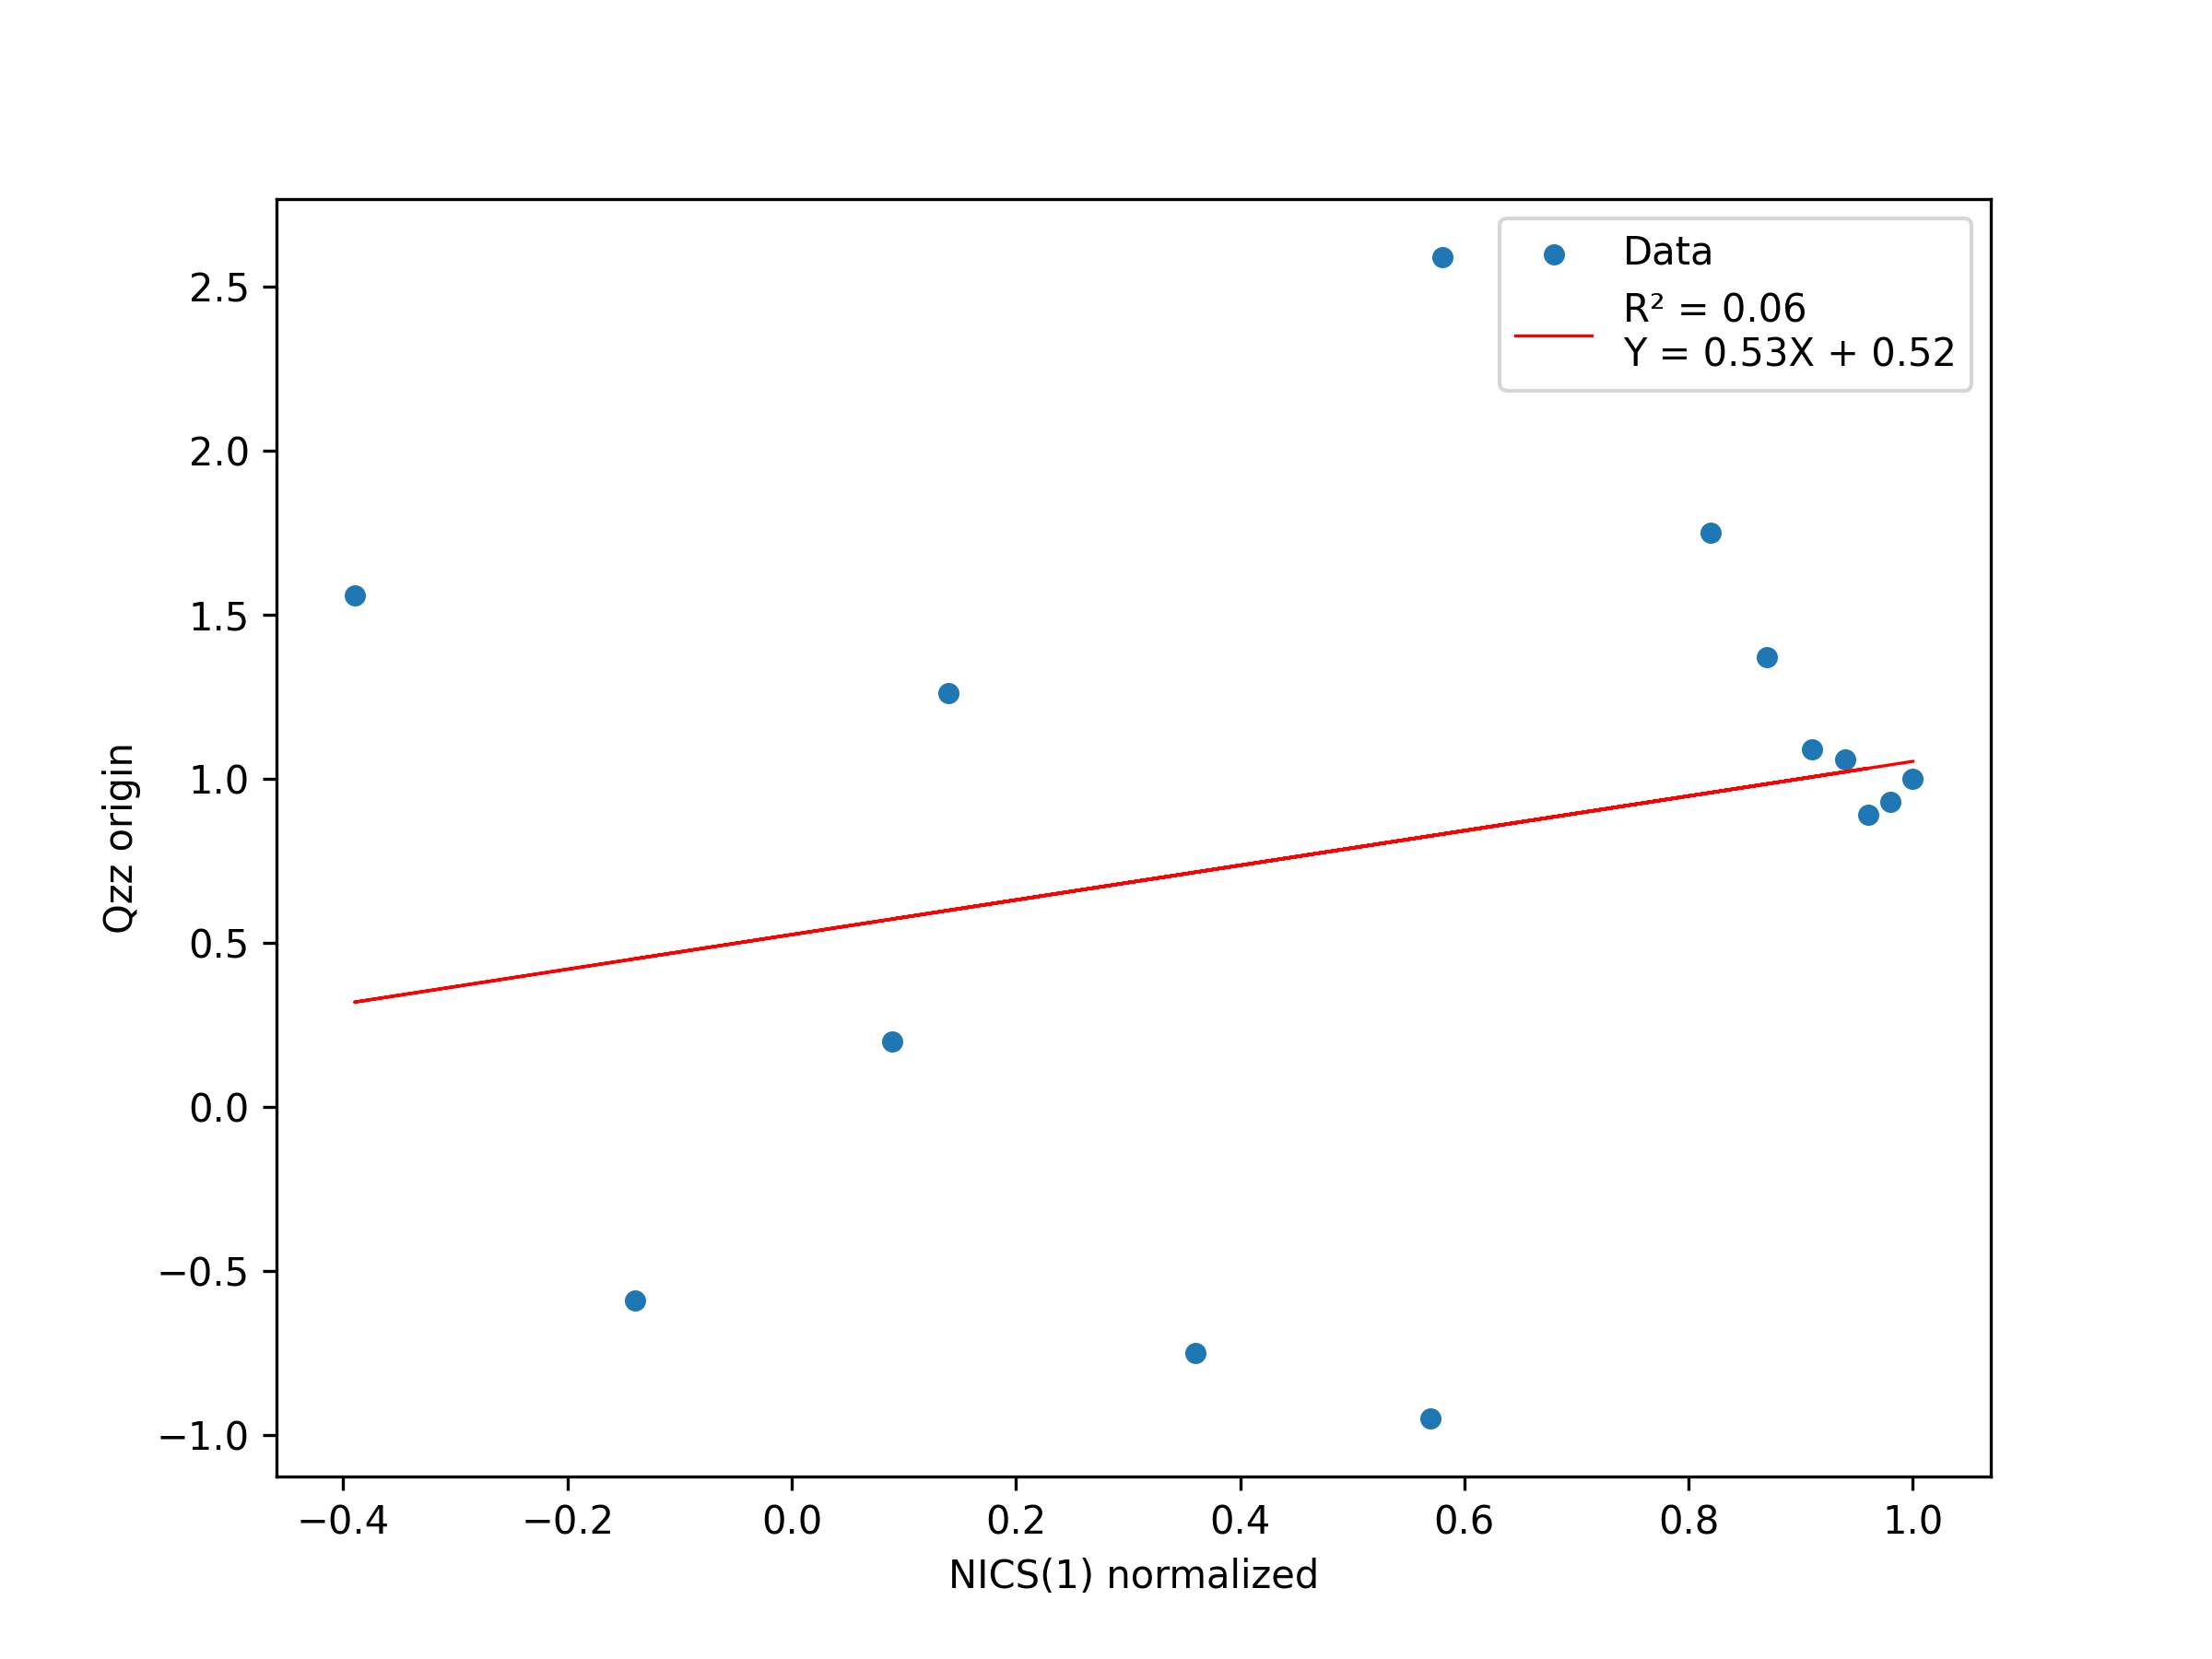 Data
R² = 0.06
Y = 0.53X + 0.52
2.5
2.0
1.5
1.0
0.5
0.0
−0.5
−1.0
Qzz origin
−0.4 −0.2 0.0 0.2 0.4 0.6 0.8 1.0
NICS(1) normalized